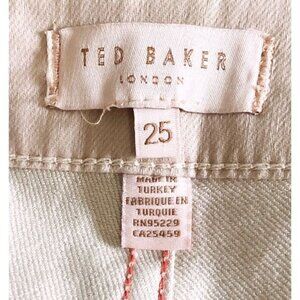 TED BAKER
LONDON
25
MADE IN
TURKEY
FABRIQUE EN
TURQUIE
RN95229
CA25459